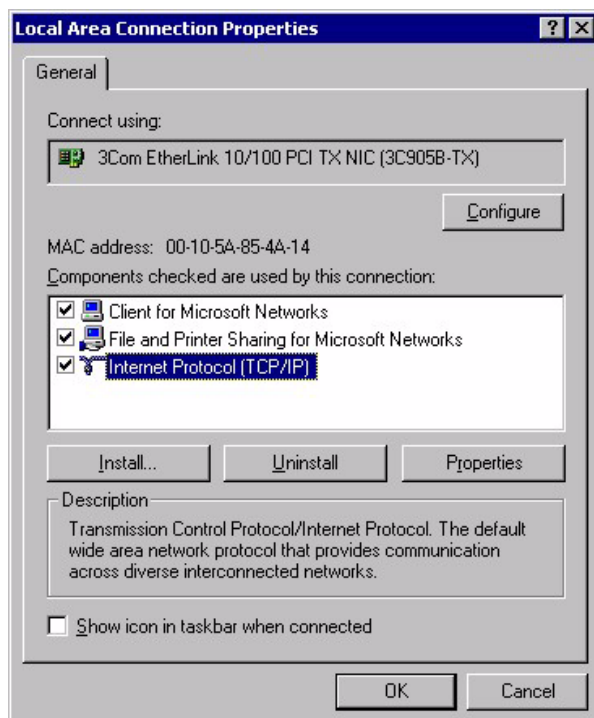 Local Area Connection Properties
General
Connect using:
3Com EtherLink 10/100 PCI TX NIC (3C905B-TX)
Configure
MAC address: 00-10-5A-85-4A-14
Components checked are used by this connection:
Client for Microsoft Networks
File and Printer Sharing for Microsoft Networks
Internet Protocol (TCP/IP)
Install...
Uninstall
Properties
Description
Transmission Control Protocol/Internet Protocol. The default
wide area network protocol that provides communication
across diverse interconnected networks.
Show icon in taskbar when connected
OK
Cancel